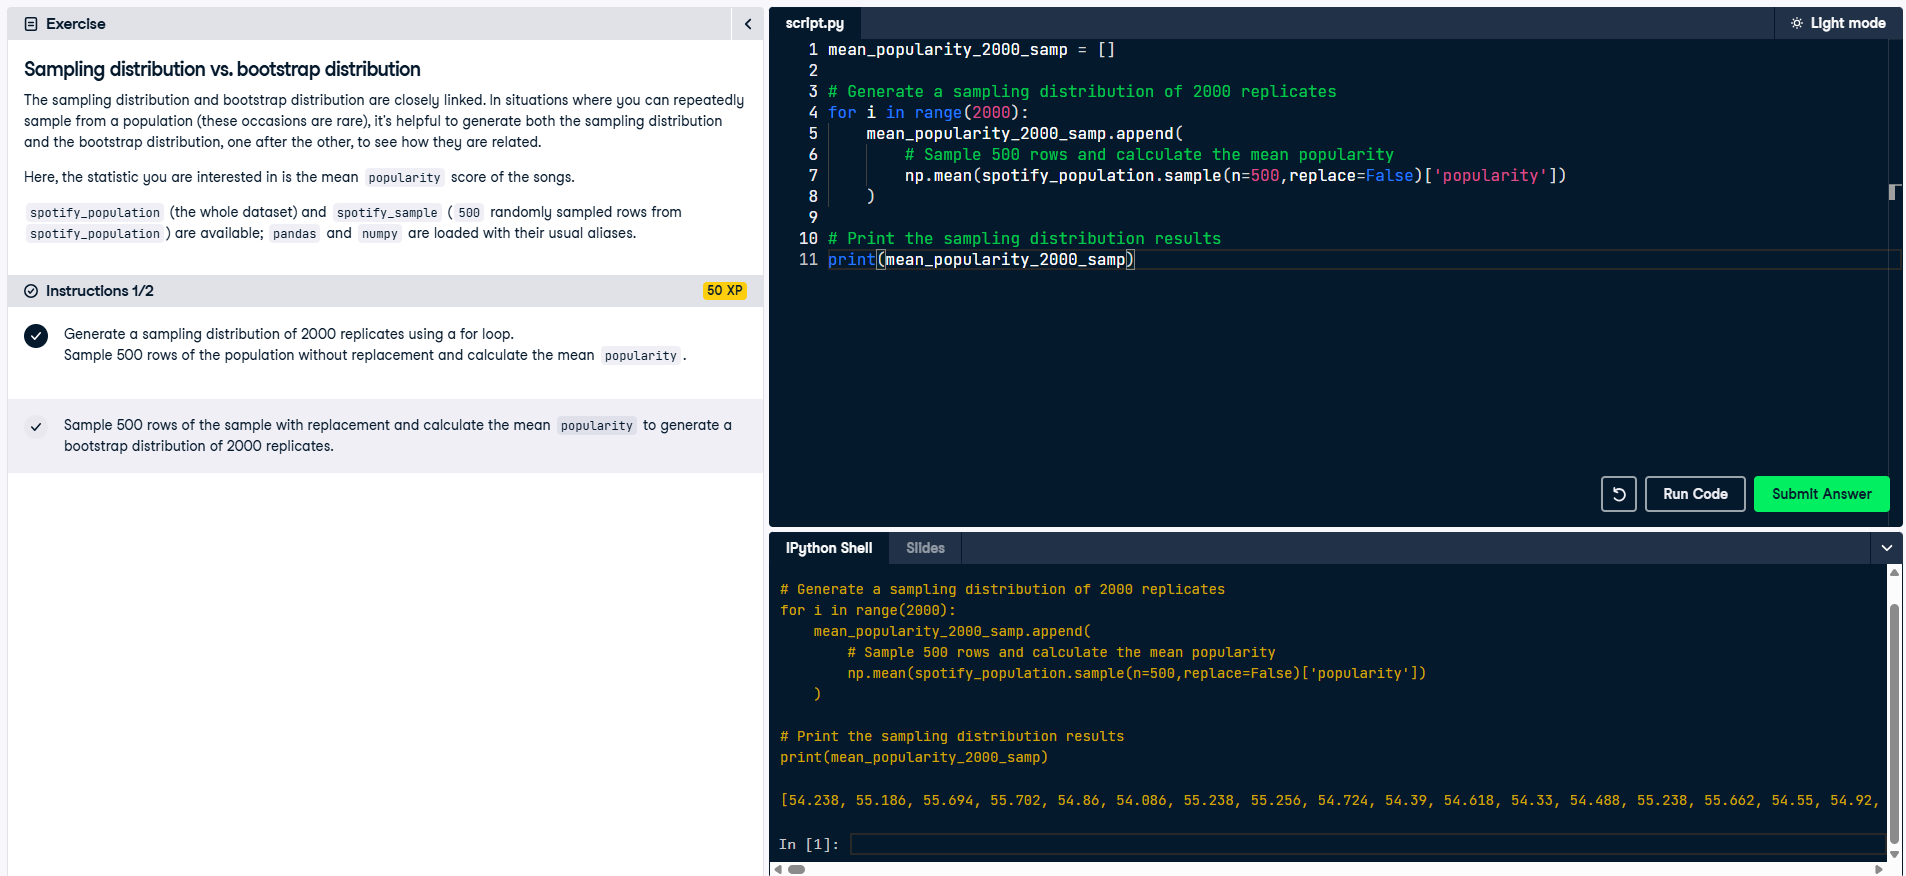 Exercise
Sampling distribution vs. bootstrap distribution
The sampling distribution and bootstrap distribution are closely linked. In situations where you can repeatedly
sample from a population (these occasions are rare), it's helpful to generate both the sampling distribution
and the bootstrap distribution, one after the other, to see how they are related.
Here, the statistic you are interested in is the mean popularity score of the songs.
spotify_population (the whole dataset) and spotify_sample ( 500 randomly sampled rows from
spotify_population ) are available; pandas and numpy are loaded with their usual aliases.
Instructions 1/2
50 XP
Generate a sampling distribution of 2000 replicates using a for loop.
Sample 500 rows of the population without replacement and calculate the mean popularity .
Sample 500 rows of the sample with replacement and calculate the mean popularity to generate a
bootstrap distribution of 2000 replicates.
script.py
Light mode
1 mean_popularity_2000_samp = []
2
3 # Generate a sampling distribution of 2000 replicates
4 for i in range(2000):
5     mean_popularity_2000_samp.append(
6         # Sample 500 rows and calculate the mean popularity
7         np.mean(spotify_population.sample(n=500,replace=False)['popularity'])
8     )
9
10 # Print the sampling distribution results
11 print(mean_popularity_2000_samp)
Run Code
Submit Answer
IPython Shell
Slides
# Generate a sampling distribution of 2000 replicates
for i in range(2000):
    mean_popularity_2000_samp.append(
        # Sample 500 rows and calculate the mean popularity
        np.mean(spotify_population.sample(n=500,replace=False)['popularity'])
    )
# Print the sampling distribution results
print(mean_popularity_2000_samp)
[54.238, 55.186, 55.694, 55.702, 54.86, 54.086, 55.238, 55.256, 54.724, 54.39, 54.618, 54.33, 54.488, 55.238, 55.662, 54.55, 54.92,
In [1]: